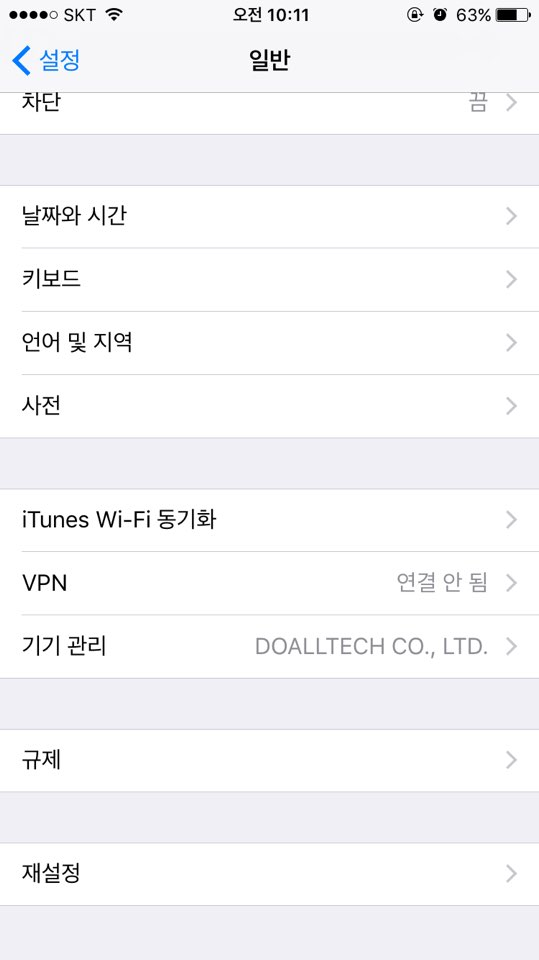 SKT 오전 10:11 63%
설정 일반
차단 끔
날짜와 시간
키보드
언어 및 지역
사전
iTunes Wi-Fi 동기화
VPN 연결 안 됨
기기 관리 DOALLTECH CO., LTD.
규제
재설정